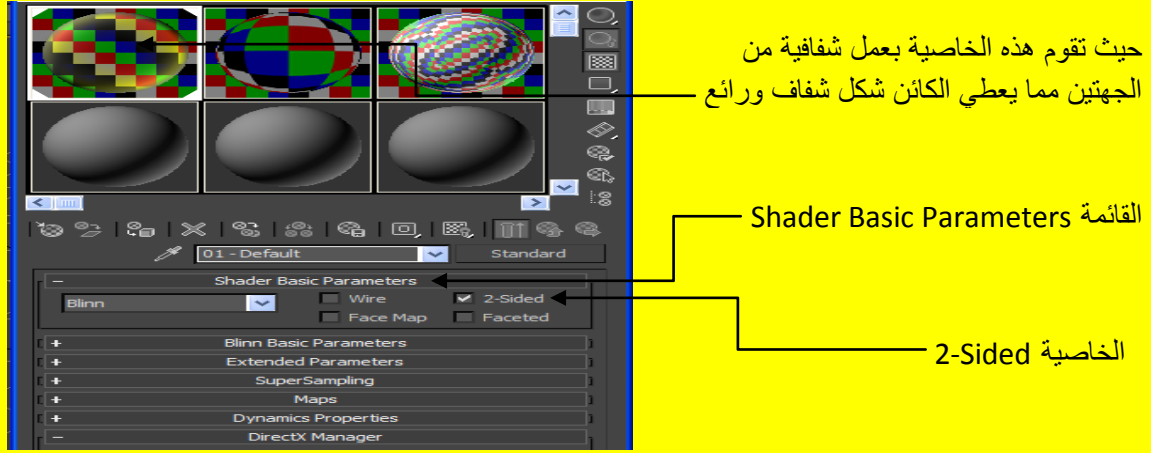 حيث تقوم هذه الخاصية بعمل شفافية من
الجهتين مما يعطي الكائن شكل شفاف ورائع
القائمة Shader Basic Parameters
الخاصية 2-Sided
01 - Default
Standard
Shader Basic Parameters
Blinn
Wire
2-Sided
Face Map
Faceted
Blinn Basic Parameters
Extended Parameters
SuperSampling
Maps
Dynamics Properties
DirectX Manager